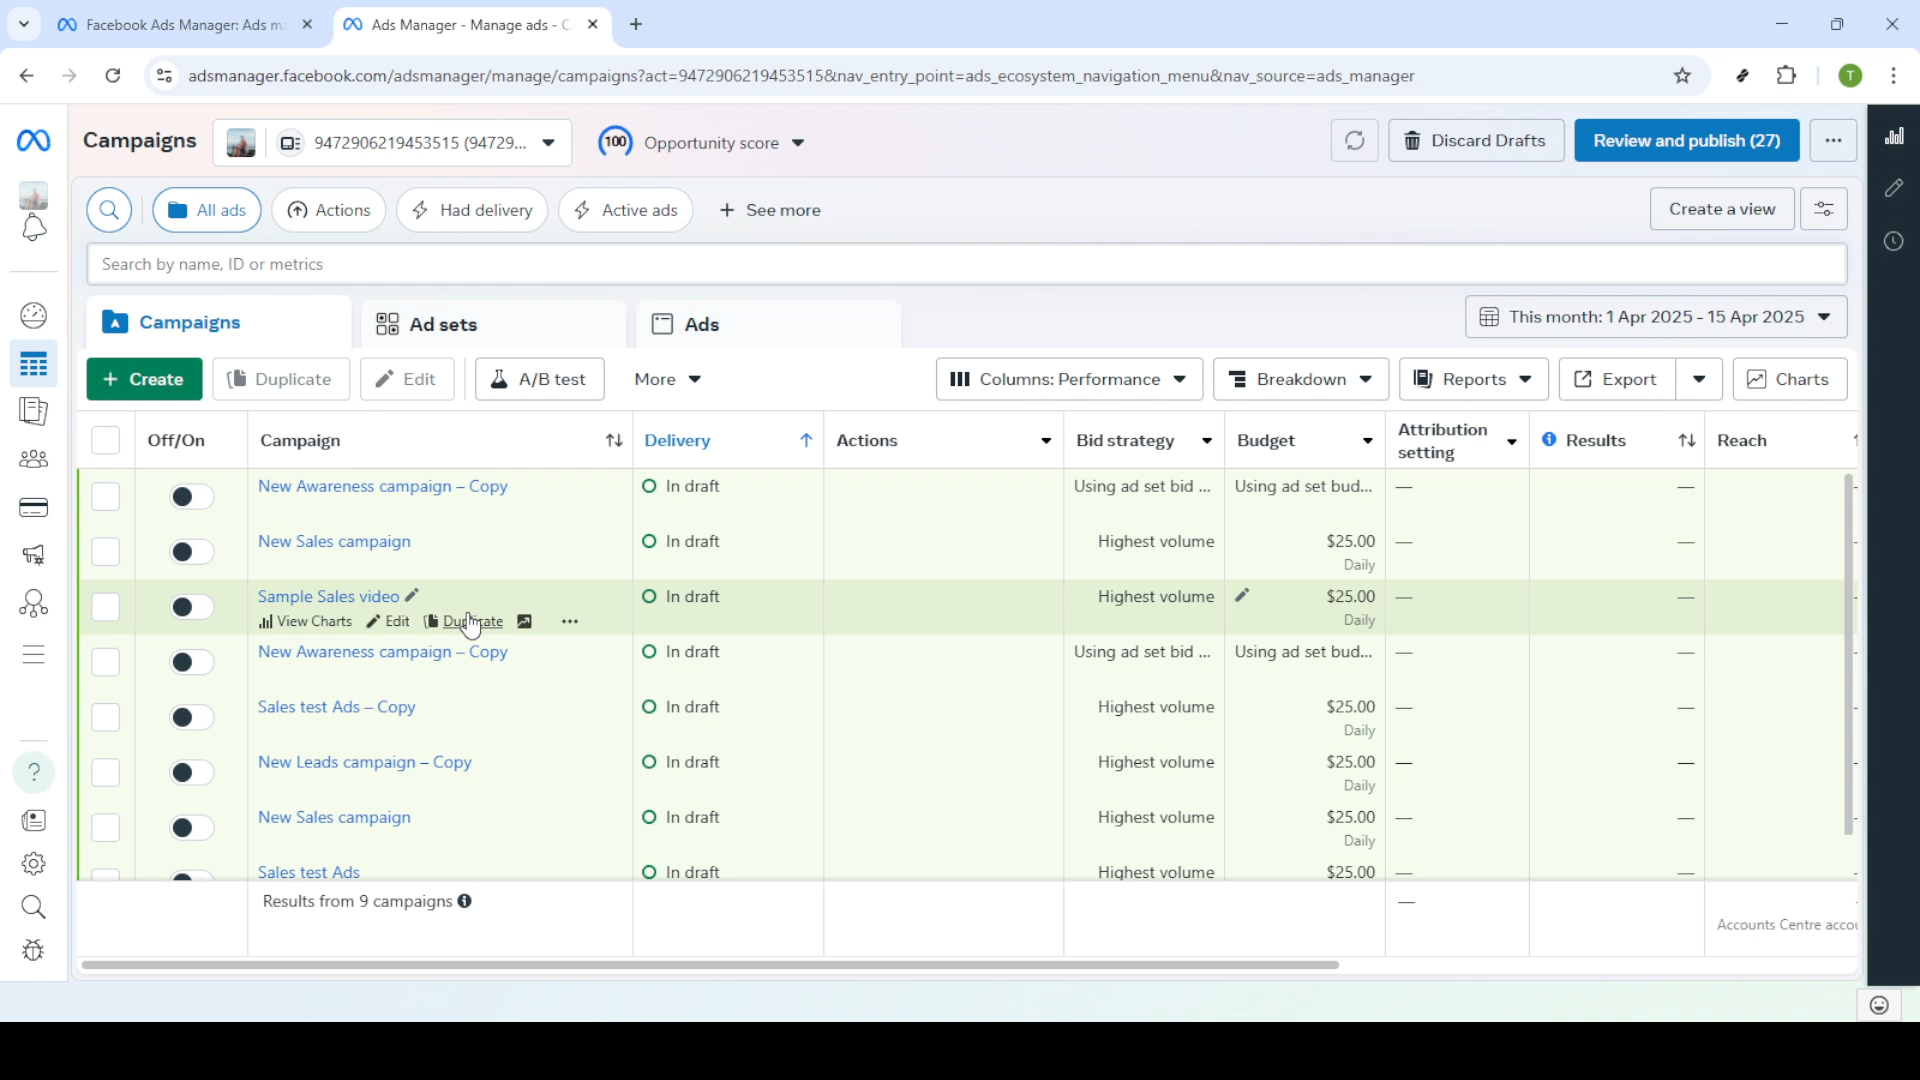 Facebook Ads Manager: Ads m
Ads Manager - Manage ads - C
adsmanager.facebook.com/adsmanager/manage/campaigns?act=9472906219453515&nav_entry_point=ads_ecosystem_navigation_menu&nav_source=ads_manager
T
Campaigns
9472906219453515 (94729...
100
Opportunity score
Discard Drafts
Review and publish (27)
All ads
Actions
Had delivery
Active ads
+ See more
Create a view
Search by name, ID or metrics
Campaigns
Ad sets
Ads
This month: 1 Apr 2025 - 15 Apr 2025
+ Create
Duplicate
Edit
A/B test
More
Columns: Performance
Breakdown
Reports
Export
Charts
Off/On
Campaign
Delivery
Actions
Bid strategy
Budget
Attribution setting
Results
Reach
New Awareness campaign – Copy
In draft
Using ad set bid ...
Using ad set bud...
—
—
New Sales campaign
In draft
Highest volume
$25.00
Daily
—
—
Sample Sales video
View Charts
Edit
Duplicate
...
In draft
Highest volume
$25.00
Daily
—
—
New Awareness campaign – Copy
In draft
Using ad set bid ...
Using ad set bud...
—
—
Sales test Ads – Copy
In draft
Highest volume
$25.00
Daily
—
—
New Leads campaign – Copy
In draft
Highest volume
$25.00
Daily
—
—
New Sales campaign
In draft
Highest volume
$25.00
Daily
—
—
Sales test Ads
In draft
Highest volume
$25.00
—
—
Results from 9 campaigns
—
Accounts Centre accou